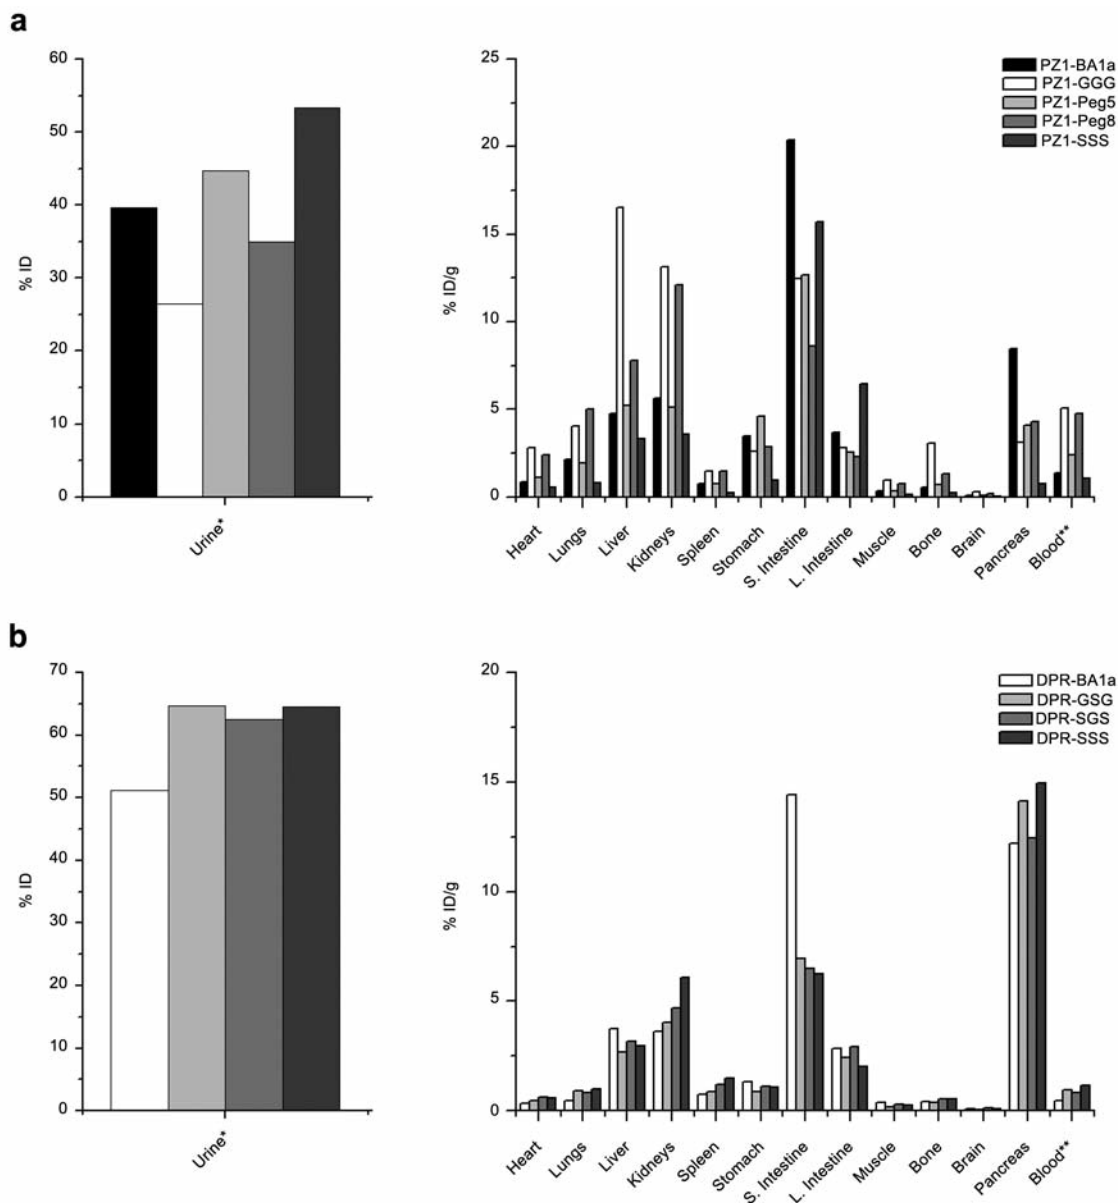 a
60
50
40
30
20
10
0
% ID
Urine*
25
20
15
10
5
0
% ID/g
PZ1-BA1a
PZ1-GGG
PZ1-Peg5
PZ1-Peg8
PZ1-SSS
Heart
Lungs
Liver
Kidneys
Spleen
Stomach
S. Intestine
L. Intestine
Muscle
Bone
Brain
Pancreas
Blood**
b
70
60
50
40
30
20
10
0
% ID
Urine*
20
15
10
5
0
% ID/g
DPR-BA1a
DPR-GSG
DPR-SGS
DPR-SSS
Heart
Lungs
Liver
Kidneys
Spleen
Stomach
S. Intestine
L. Intestine
Muscle
Bone
Brain
Pancreas
Blood**